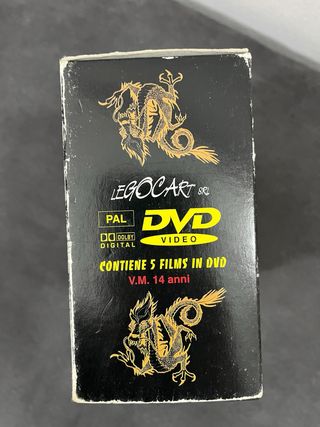 LEGOCART SRL
PAL
DVD
VIDEO
DOLBY
DIGITAL
CONTIENE 5 FILMS IN DVD
V.M. 14 anni